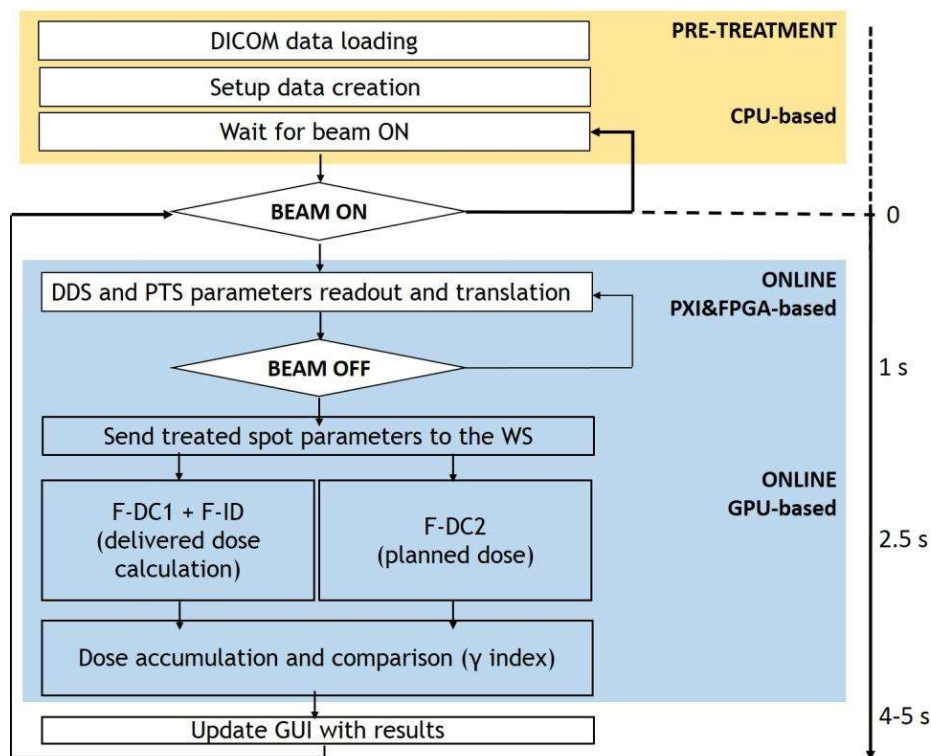 DICOM data loading
PRE-TREATMENT
Setup data creation
Wait for beam ON
CPU-based
BEAM ON
0
ONLINE
PXI&FPGA-based
DDS and PTS parameters readout and translation
BEAM OFF
1 s
Send treated spot parameters to the WS
ONLINE
GPU-based
F-DC1 + F-ID
(delivered dose
calculation)
F-DC2
(planned dose)
2.5 s
Dose accumulation and comparison (γ index)
Update GUI with results
4-5 s